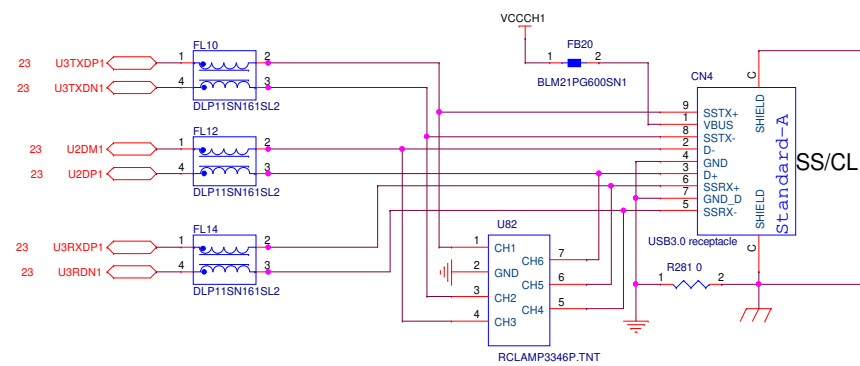 VCCCH1
FL10
FB20
23 U3TXDP1 1 2
1 2
23 U3TXDN1 4 3
DLP11SN161SL2
BLM21PG600SN1
CN4
C
SHIELD
9 SSTX+
1 VBUS
8 SSTX-
2 D-
4 GND
3 D+
6 SSRX+
7 GND_D
5 SSRX-
SHIELD
C
Standard-A
SS/CL
USB3.0 receptacle
FL12
23 U2DM1 1 2
23 U2DP1 4 3
DLP11SN161SL2
FL14
23 U3RXDP1 1 2
23 U3RDN1 4 3
DLP11SN161SL2
U82
1 CH1
2 GND
3 CH2
4 CH3
CH6 7
CH5 6
CH4 5
RCLAMP3346P.TNT
R281 0
1 2